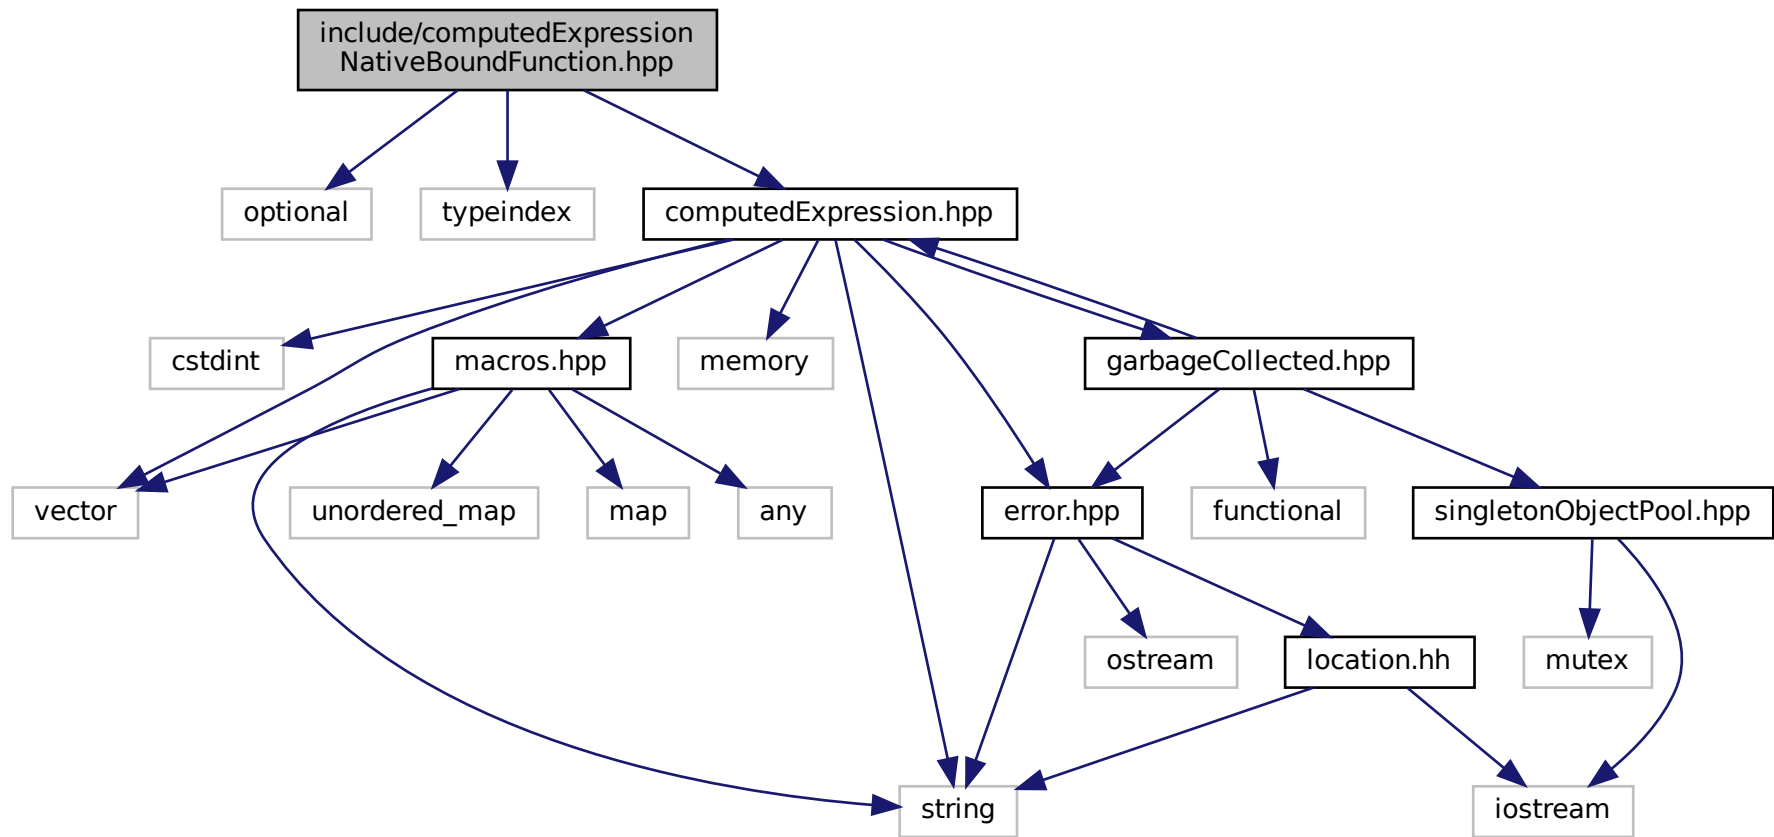 include/computedExpression
NativeBoundFunction.hpp
optional
typeindex
computedExpression.hpp
cstdint
macros.hpp
memory
garbageCollected.hpp
vector
unordered_map
map
any
error.hpp
functional
singletonObjectPool.hpp
ostream
location.hh
mutex
string
iostream